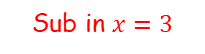 Sub in 𝑥 = 3